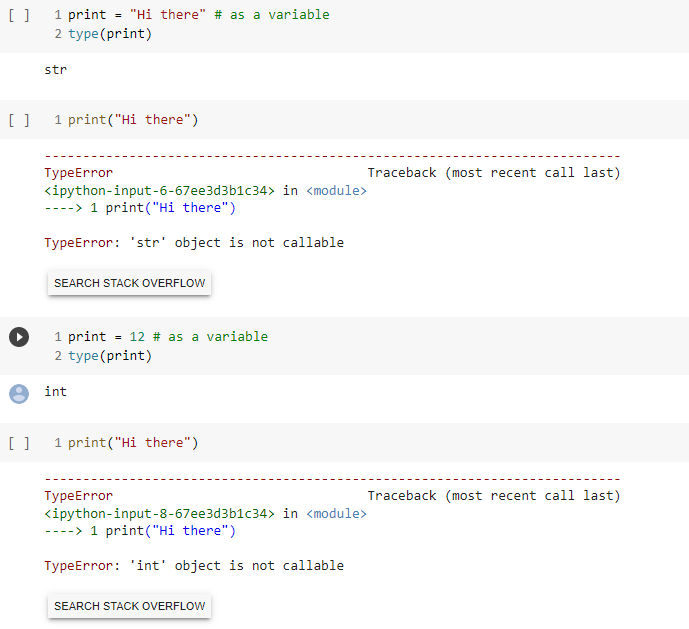 [ ] 1 print = "Hi there" # as a variable
2 type(print)
str
[ ] 1 print("Hi there")
---------------------------------------------------------------------------
TypeError                                 Traceback (most recent call last)
<ipython-input-6-67ee3d3b1c34> in <module>
----> 1 print("Hi there")
TypeError: 'str' object is not callable
SEARCH STACK OVERFLOW
1 print = 12 # as a variable
2 type(print)
int
[ ] 1 print("Hi there")
---------------------------------------------------------------------------
TypeError                                 Traceback (most recent call last)
<ipython-input-8-67ee3d3b1c34> in <module>
----> 1 print("Hi there")
TypeError: 'int' object is not callable
SEARCH STACK OVERFLOW